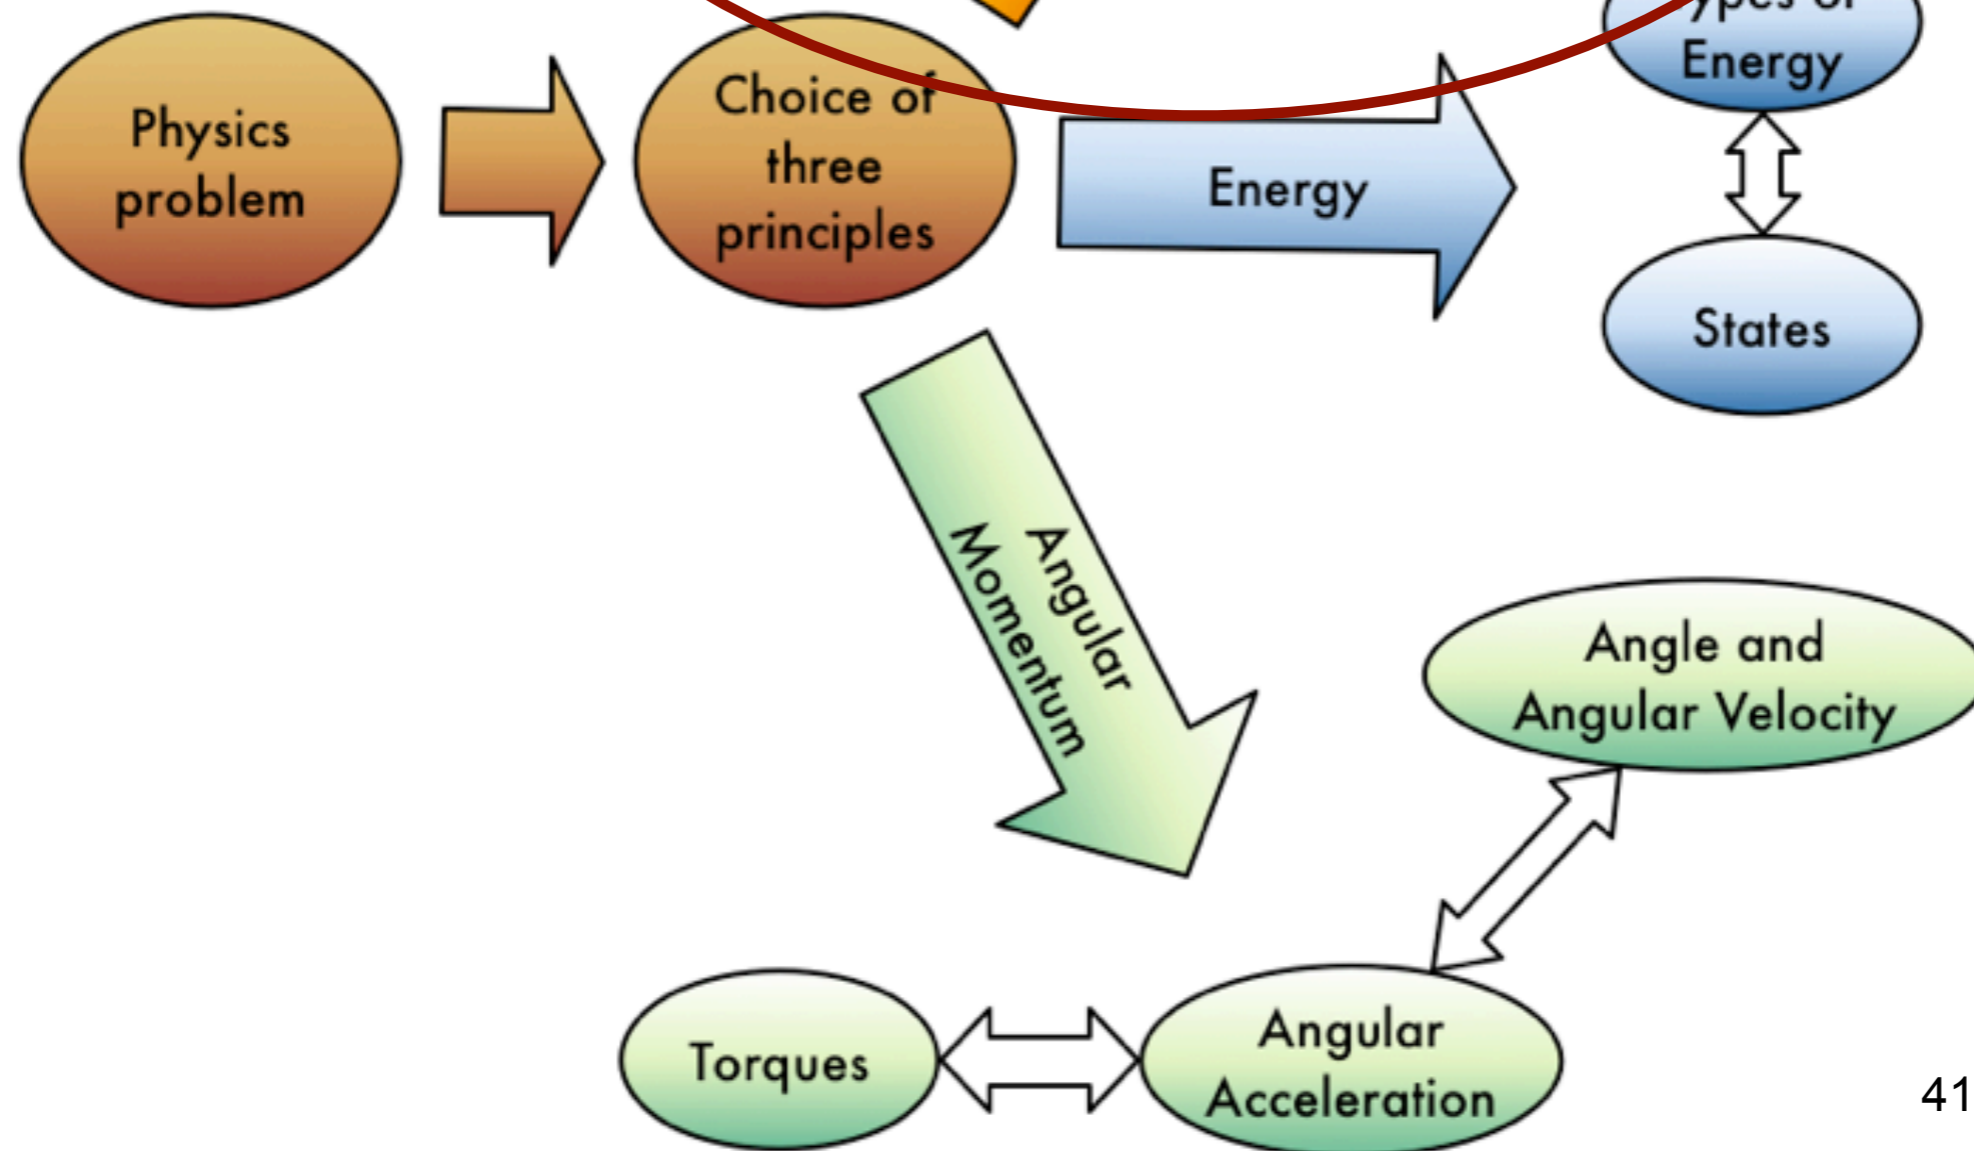 Energy
Physics
problem
Choice of
three
principles
Energy
States
Angular
Momentum
Angle and
Angular Velocity
Torques
Angular
Acceleration
41